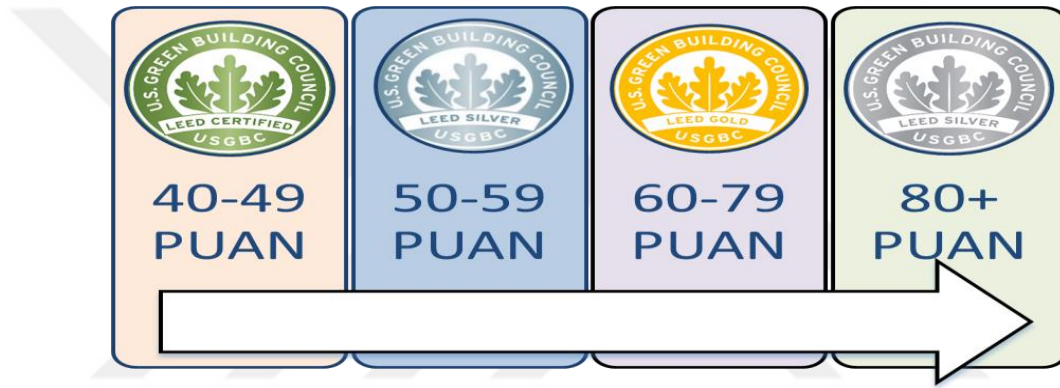 U.S. GREEN BUILDING COUNCIL
LEED CERTIFIED
USGBC
40-49
PUAN
U.S. GREEN BUILDING COUNCIL
LEED SILVER
USGBC
50-59
PUAN
U.S. GREEN BUILDING COUNCIL
LEED GOLD
USGBC
60-79
PUAN
U.S. GREEN BUILDING COUNCIL
LEED SILVER
USGBC
80+
PUAN